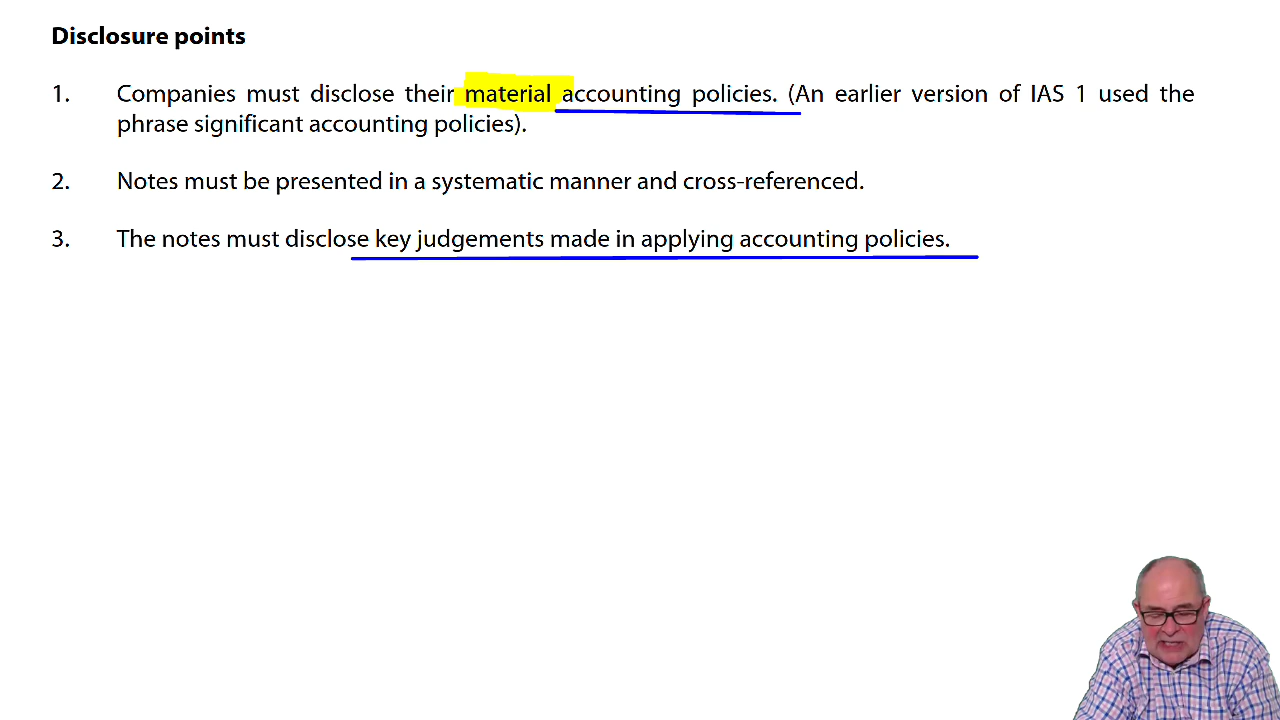 Disclosure points
1. Companies must disclose their material accounting policies. (An earlier version of IAS 1 used the
phrase significant accounting policies).
2. Notes must be presented in a systematic manner and cross-referenced.
3. The notes must disclose key judgements made in applying accounting policies.